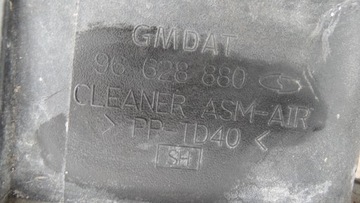 GMDAT
96 628 880
CLEANER ASM-AIR
> PP-TD40 <
SH